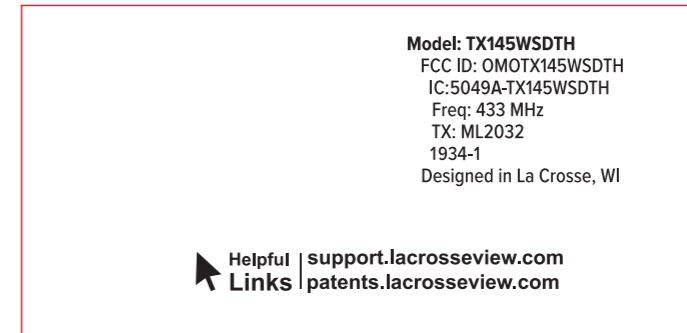 Model: TX145WSDTH
FCC ID: OMOTX145WSDTH
IC:5049A-TX145WSDTH
Freq: 433 MHz
TX: ML2032
1934-1
Designed in La Crosse, WI
Helpful Links
support.lacrosseview.com
patents.lacrosseview.com